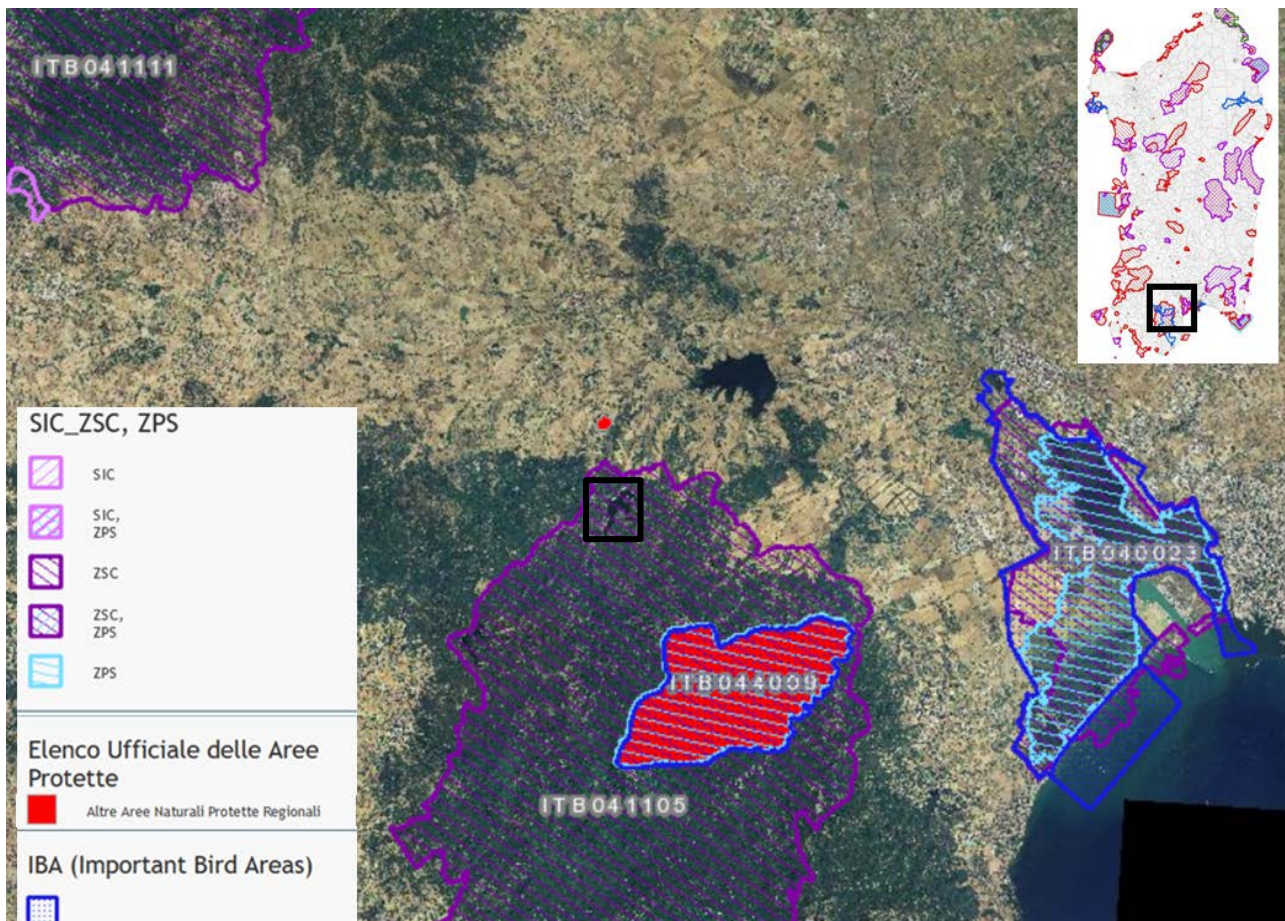 ITB041111
SIC_ZSC, ZPS
SIC
SIC,
ZPS
ZSC
ZSC,
ZPS
ZPS
ITB040023
ITB044009
Elenco Ufficiale delle Aree
Protette
Altre Aree Naturali Protette Regionali
ITB041105
IBA (Important Bird Areas)